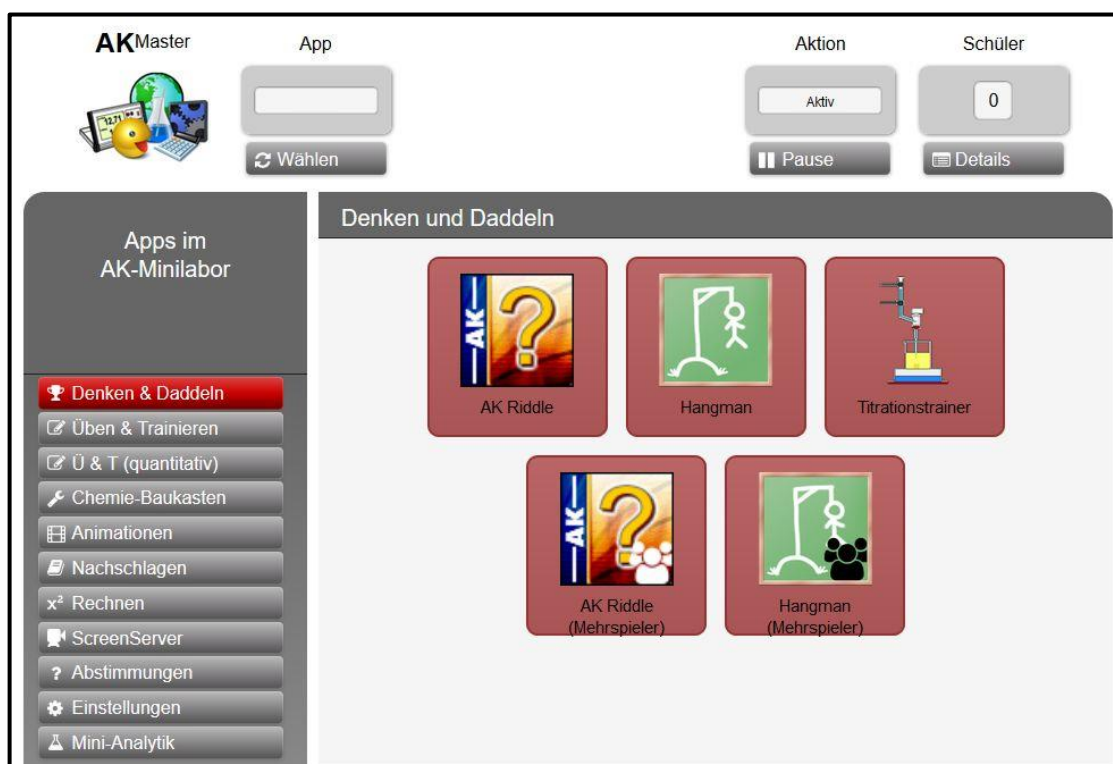 AKMaster
App
Aktion
Schüler
Aktiv
0
Wählen
Pause
Details
Apps im
AK-Minilabor
Denken & Daddeln
Üben & Trainieren
Ü & T (quantitativ)
Chemie-Baukasten
Animationen
Nachschlagen
x² Rechnen
ScreenServer
? Abstimmungen
Einstellungen
Mini-Analytik
Denken und Daddeln
AK
AK Riddle
Hangman
Titrationstrainer
AK
AK Riddle
(Mehrspieler)
Hangman
(Mehrspieler)